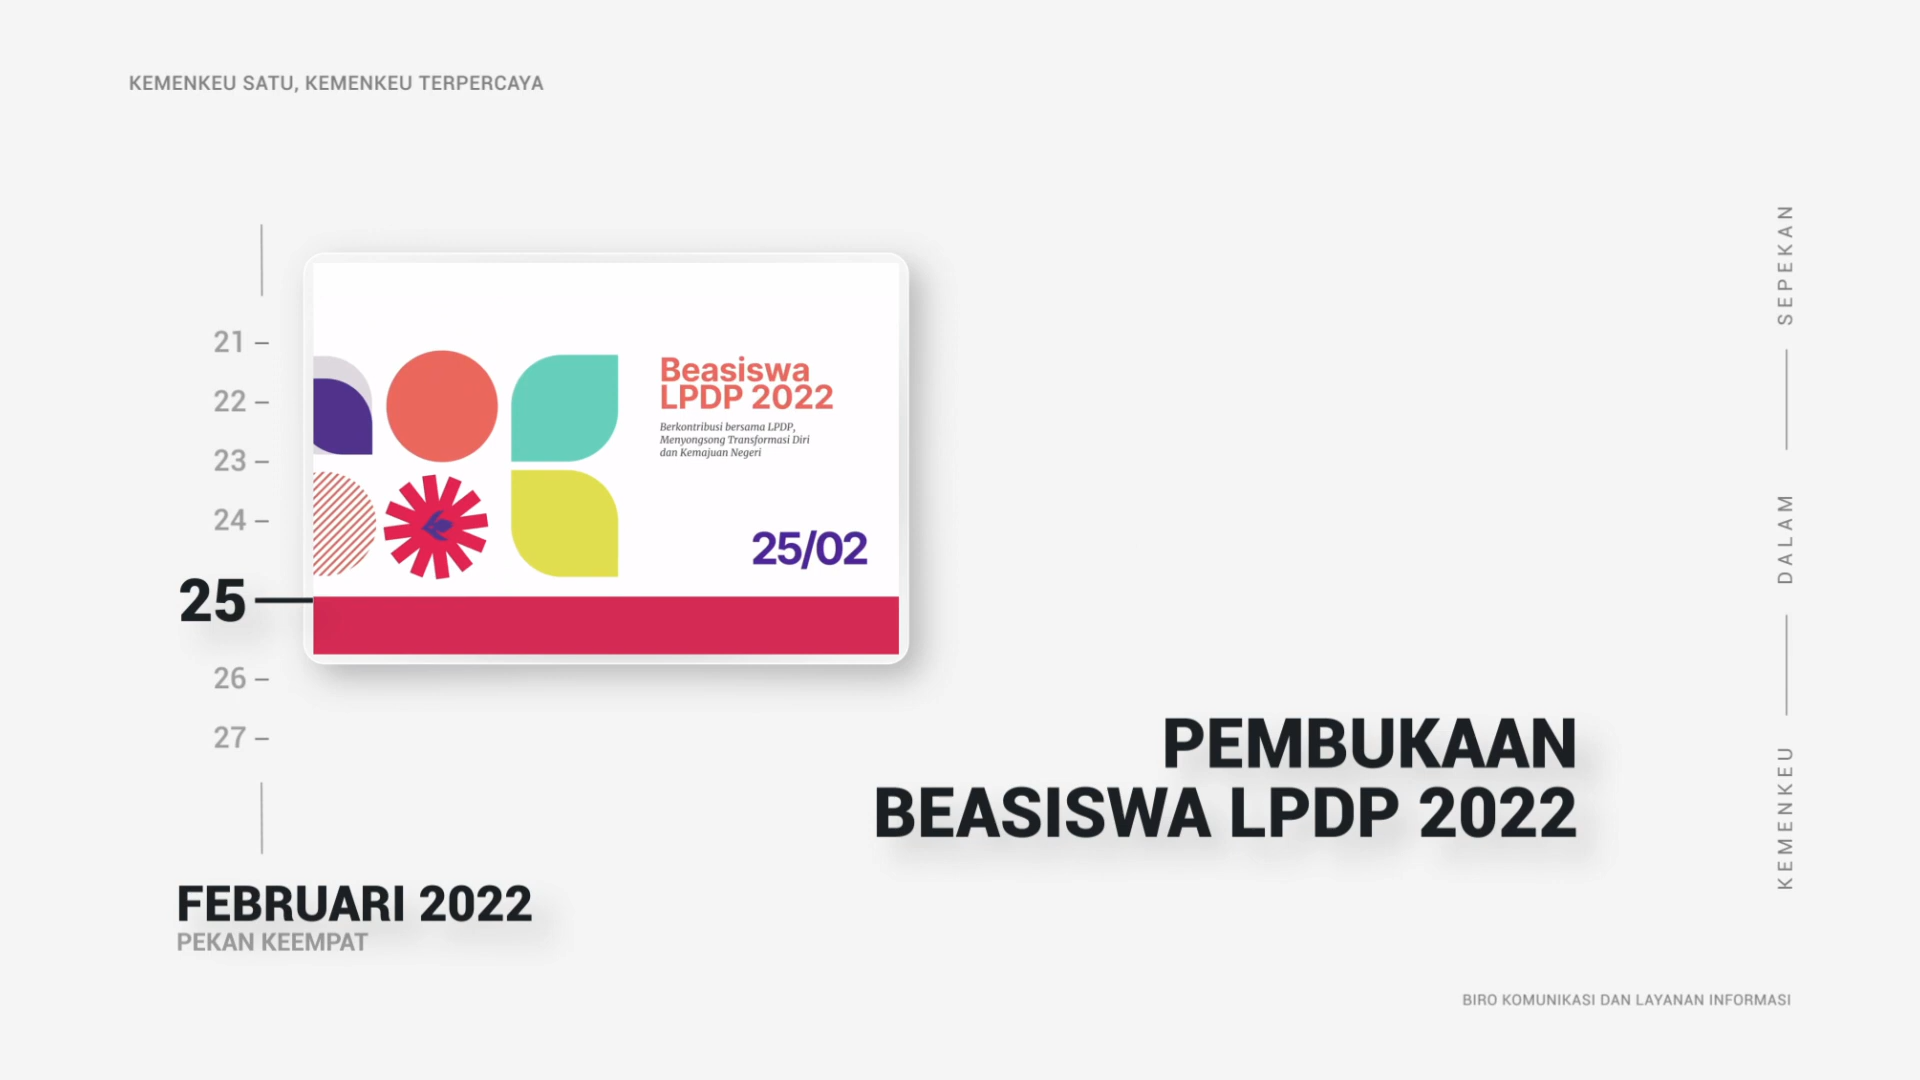 KEMENKEU SATU, KEMENKEU TERPERCAYA
21
22
23
24
25
26
27
Beasiswa
LPDP 2022
Berkontribusi bersama LPDP,
Menyongsong Transformasi Diri
dan Kemajuan Negeri
25/02
PEMBUKAAN
BEASISWA LPDP 2022
FEBRUARI 2022
PEKAN KEEMPAT
KEMENKEU
DALAM
SEPEKAN
BIRO KOMUNIKASI DAN LAYANAN INFORMASI